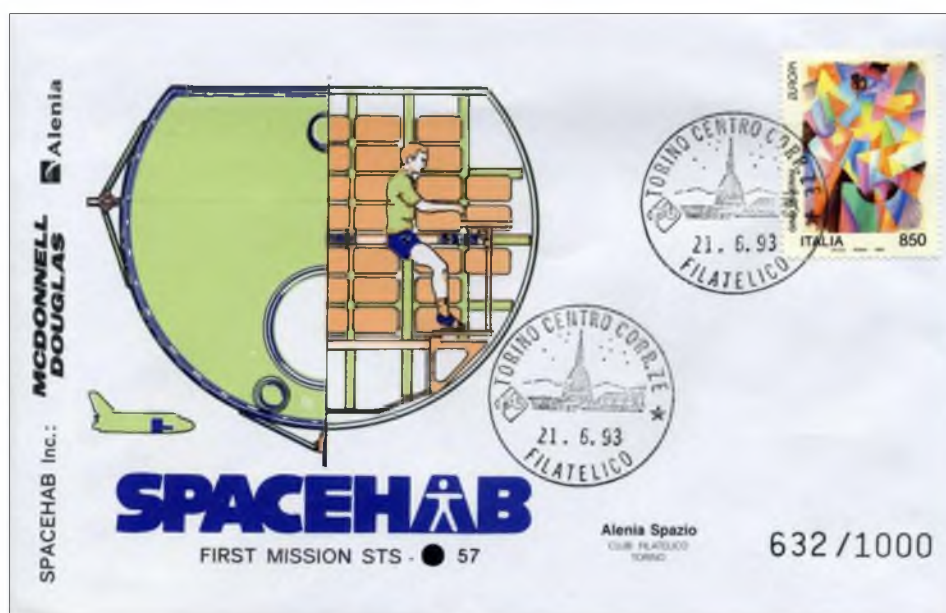 SPACEHAB Inc.: MCDONNELL DOUGLAS Alenia
EUROPA
ITALIA 850
TORINO CENTRO CORR.ZE
21. 6. 93
FILATELICO
TORINO CENTRO CORR.ZE
21. 6. 93
FILATELICO
SPACEHAB
FIRST MISSION STS - 57
Alenia Spazio
CLUB FILATELICO
TORINO
632/1000